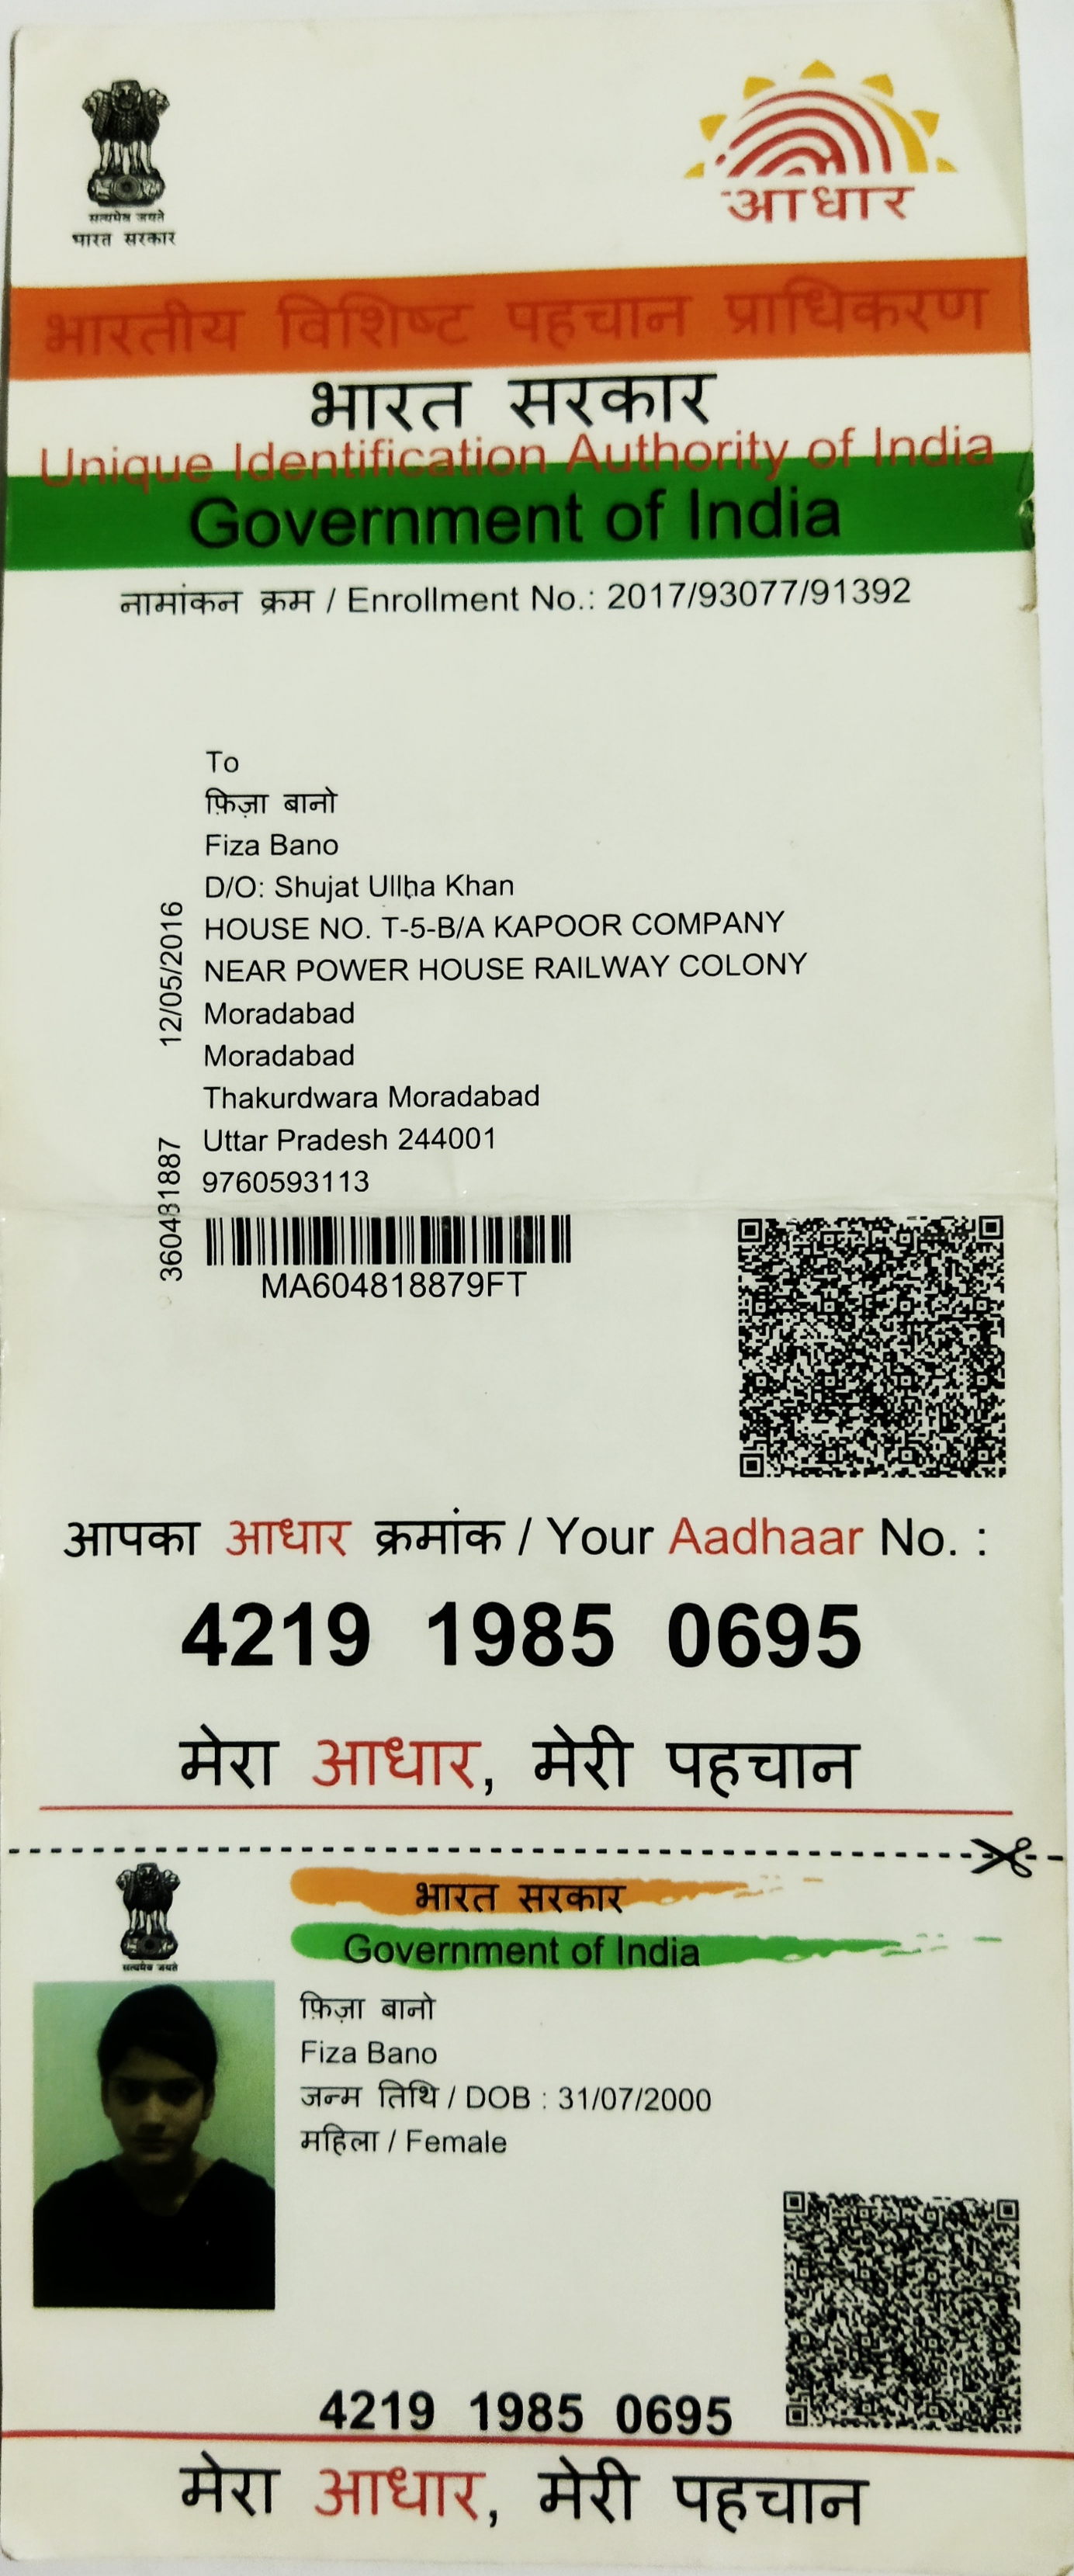 सत्यमेव जयते
भारत सरकार
आधार
भारतीय विशिष्ट पहचान प्राधिकरण
भारत सरकार
Unique Identification Authority of India
Government of India
नामांकन क्रम / Enrollment No.: 2017/93077/91392
To
फ़िज़ा बानो
Fiza Bano
D/O: Shujat Ullha Khan
HOUSE NO. T-5-B/A KAPOOR COMPANY
NEAR POWER HOUSE RAILWAY COLONY
Moradabad
Moradabad
Thakurdwara Moradabad
Uttar Pradesh 244001
9760593113
12/05/2016
360481887
MA604818879FT
आपका आधार क्रमांक / Your Aadhaar No. :
4219 1985 0695
मेरा आधार, मेरी पहचान
सत्यमेव जयते
भारत सरकार
Government of India
फ़िज़ा बानो
Fiza Bano
जन्म तिथि / DOB : 31/07/2000
महिला / Female
4219 1985 0695
मेरा आधार, मेरी पहचान